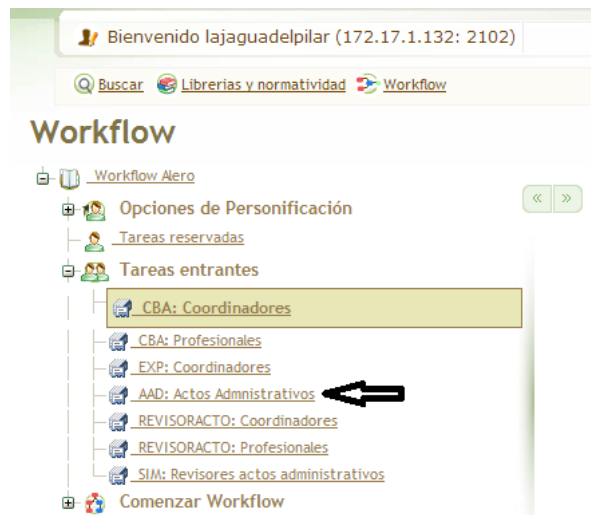 Bienvenido lajaguadelpilar (172.17.1.132: 2102)
Buscar Librerias y normatividad Workflow
Workflow
Workflow Alero
Opciones de Personificación
Tareas reservadas
Tareas entrantes
CBA: Coordinadores
CBA: Profesionales
EXP: Coordinadores
AAD: Actos Admnistrativos
REVISORACTO: Coordinadores
REVISORACTO: Profesionales
SIM: Revisores actos administrativos
Comenzar Workflow